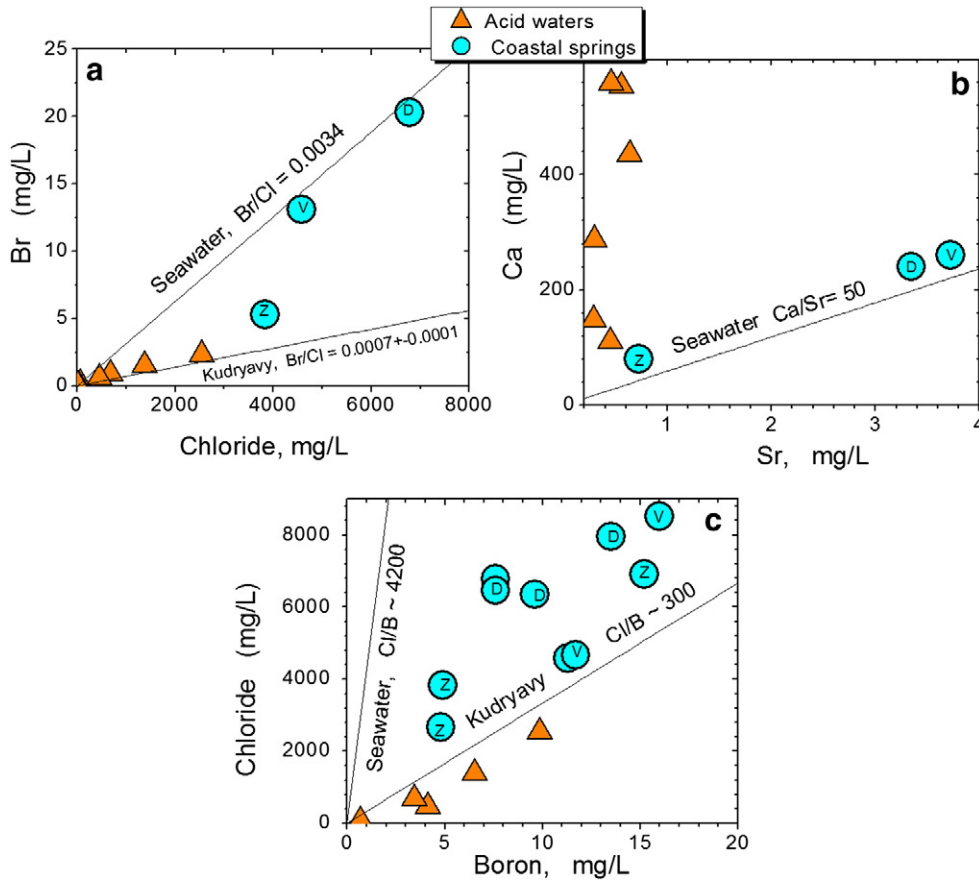 Acid waters
Coastal springs
a
25
20
15
10
5
0
Br (mg/L)
Seawater, Br/Cl = 0.0034
D
V
Z
Kudryavy, Br/Cl = 0.0007+-0.0001
0
2000
4000
6000
8000
Chloride, mg/L
b
400
200
0
Ca (mg/L)
D
V
Z
Seawater Ca/Sr= 50
1
2
3
4
Sr, mg/L
c
8000
6000
4000
2000
0
Chloride (mg/L)
Seawater, Cl/B ~ 4200
V
D
Z
D
D
V
Z
Z
Kudryavy Cl/B ~ 300
0
5
10
15
20
Boron, mg/L